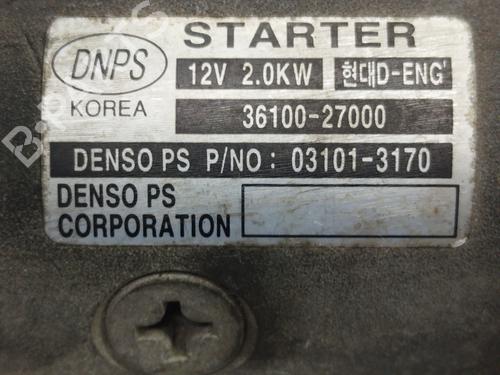 STARTER
DNPS
12V 2.0KW
현대D-ENG'
KOREA
36100-27000
DENSO PS P/NO: 03101-3170
DENSO PS
CORPORATION